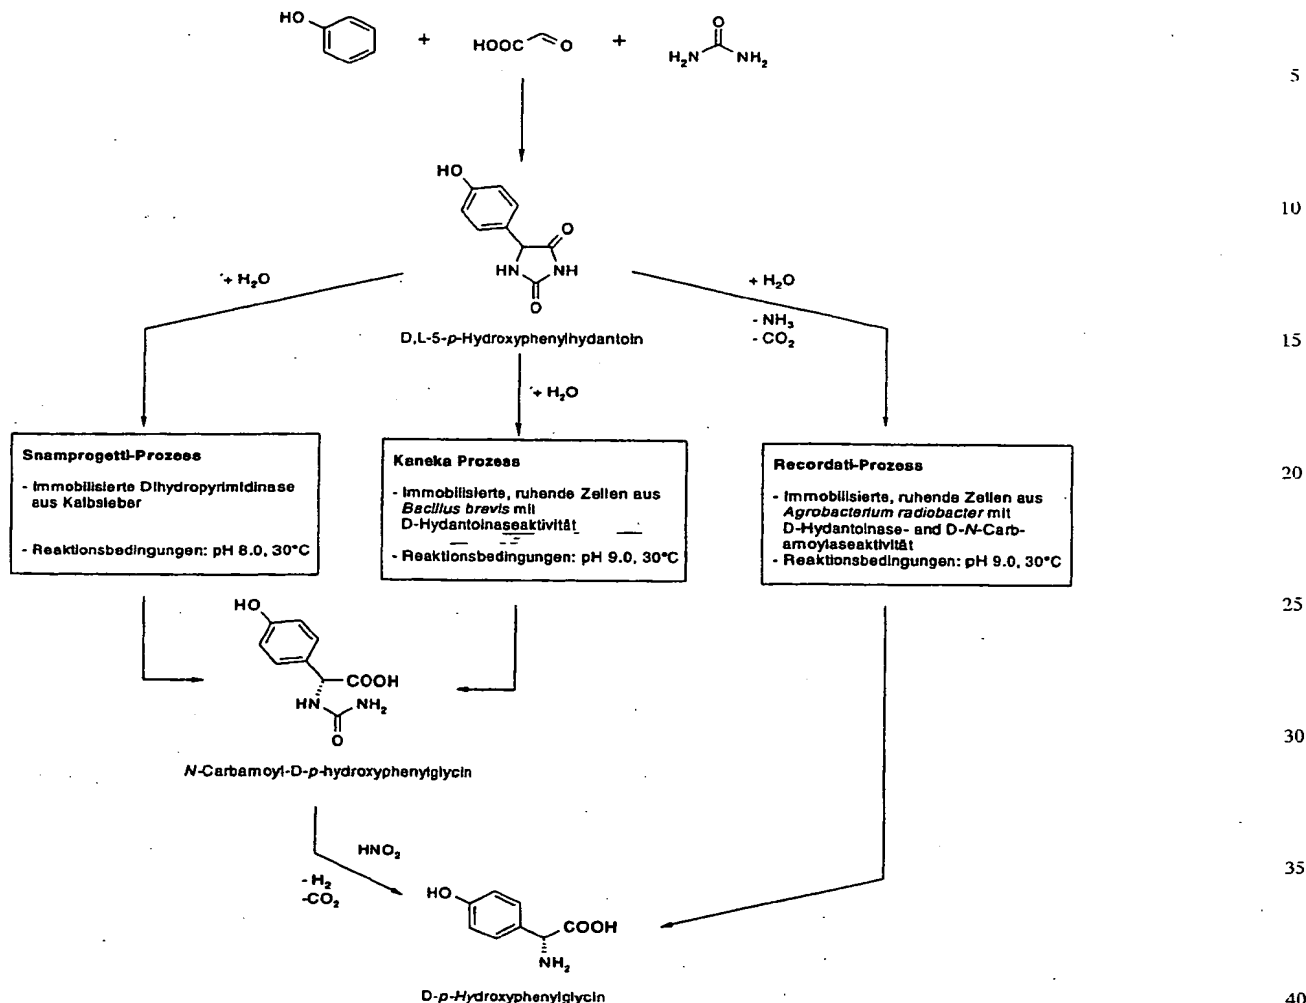 HO
+ HOOC O + O
H₂N NH₂
5
HO
O
HN NH
O
10
+ H₂O
+ H₂O
- NH₃
- CO₂
D,L-5-p-Hydroxyphenylhydantoin
15
+ H₂O
Snamprogetti-Prozess
- Immobilisierte Dihydropyrimidinase
aus Kalbsleber
- Reaktionsbedingungen: pH 8.0, 30°C
Kaneka Prozess
- Immobilisierte, ruhende Zellen aus
Bacillus brevis mit
D-Hydantoinaseaktivität
- Reaktionsbedingungen: pH 9.0, 30°C
Recordati-Prozess
- Immobilisierte, ruhende Zellen aus
Agrobacterium radiobacter mit
D-Hydantoinase- and D-N-Carb-
amoylaseaktivität
- Reaktionsbedingungen: pH 9.0, 30°C
20
25
HO
COOH
HN NH₂
O
30
N-Carbamoyl-D-p-hydroxyphenylglycin
HNO₂
- H₂
-CO₂
35
HO
COOH
NH₂
D-p-Hydroxyphenylglycin
40